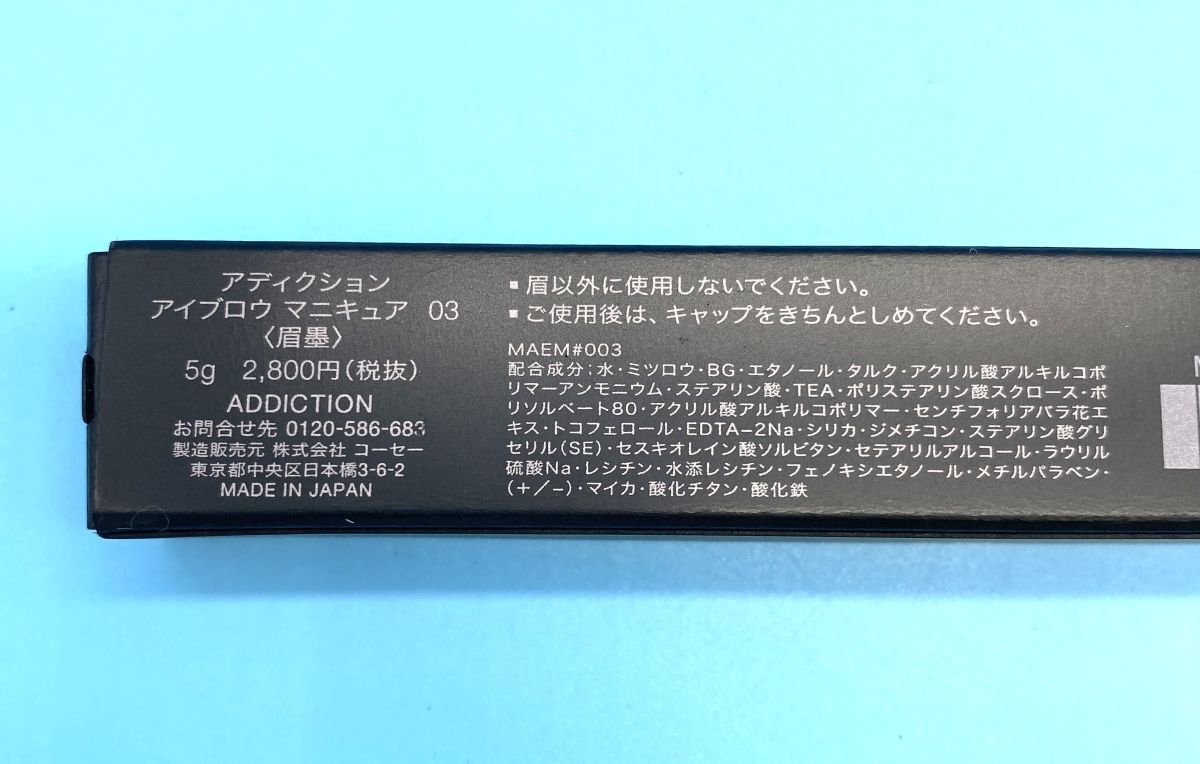 アディクション
アイブロウ マニキュア 03
〈眉墨〉
5g 2,800円(税抜)
ADDICTION
お問合せ先 0120-586-683
製造販売元 株式会社 コーセー
東京都中央区日本橋3-6-2
MADE IN JAPAN
▪眉以外に使用しないでください。
▪ご使用後は、キャップをきちんとしめてください。
MAEM#003
配合成分;水・ミツロウ・BG・エタノール・タルク・アクリル酸アルキルコポ
リマーアンモニウム・ステアリン酸・TEA・ポリステアリン酸スクロース・ポ
リソルベート80・アクリル酸アルキルコポリマー・センチフォリアバラ花エ
キス・トコフェロール・EDTA-2Na・シリカ・ジメチコン・ステアリン酸グリ
セリル(SE)・セスキオレイン酸ソルビタン・セテアリルアルコール・ラウリル
硫酸Na・レシチン・水添レシチン・フェノキシエタノール・メチルパラベン・
(+/-)・マイカ・酸化チタン・酸化鉄